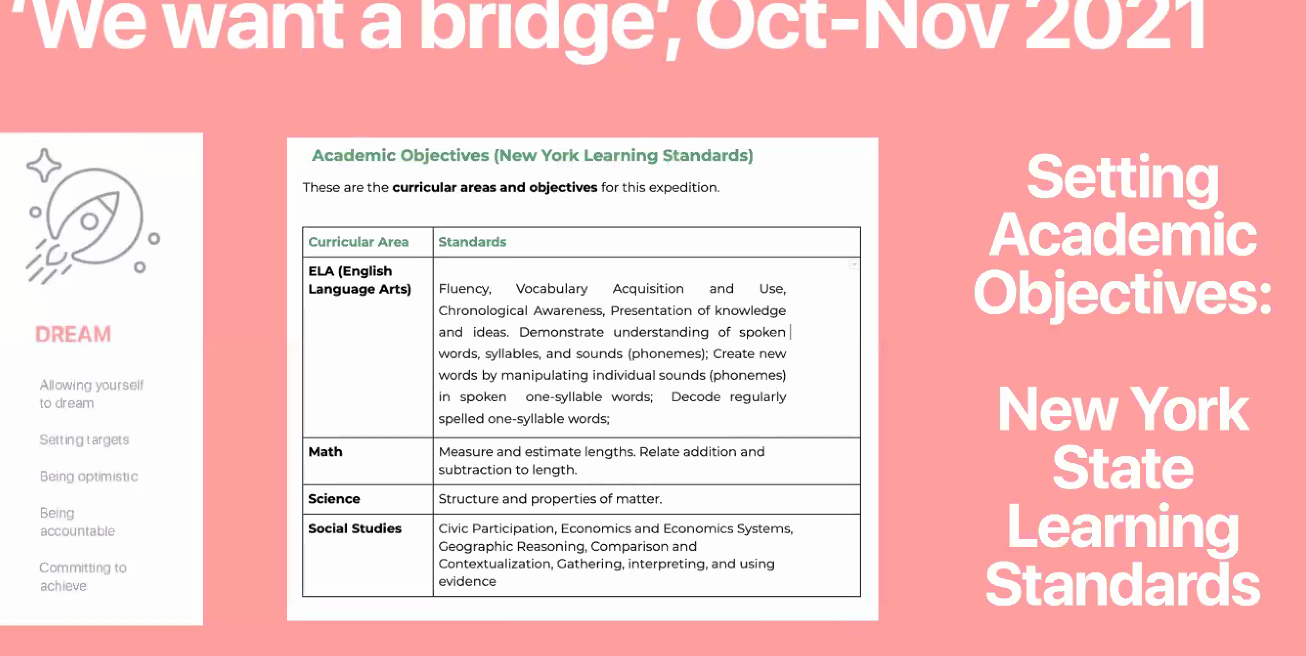 ‘We want a bridge’, Oct-Nov 2021
DREAM
Allowing yourself
to dream
Setting targets
Being optimistic
Being
accountable
Committing to
achieve
Academic Objectives (New York Learning Standards)
These are the curricular areas and objectives for this expedition.
Curricular Area Standards
ELA (English
Language Arts)
Fluency, Vocabulary Acquisition and Use,
Chronological Awareness, Presentation of knowledge
and ideas. Demonstrate understanding of spoken
words, syllables, and sounds (phonemes); Create new
words by manipulating individual sounds (phonemes)
in spoken one-syllable words; Decode regularly
spelled one-syllable words;
Math
Measure and estimate lengths. Relate addition and
subtraction to length.
Science
Structure and properties of matter.
Social Studies
Civic Participation, Economics and Economics Systems,
Geographic Reasoning, Comparison and
Contextualization, Gathering, interpreting, and using
evidence
Setting
Academic
Objectives:
New York
State
Learning
Standards